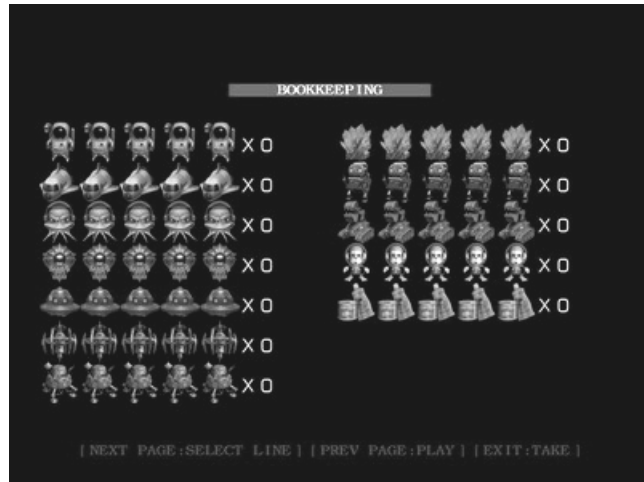 BOOKKEEPING
X 0
X 0
X 0
X 0
X 0
X 0
X 0
X 0
X 0
X 0
X 0
X 0
[ NEXT PAGE:SELECT LINE ] [ PREV PAGE:PLAY ] [ EXIT:TAKE ]